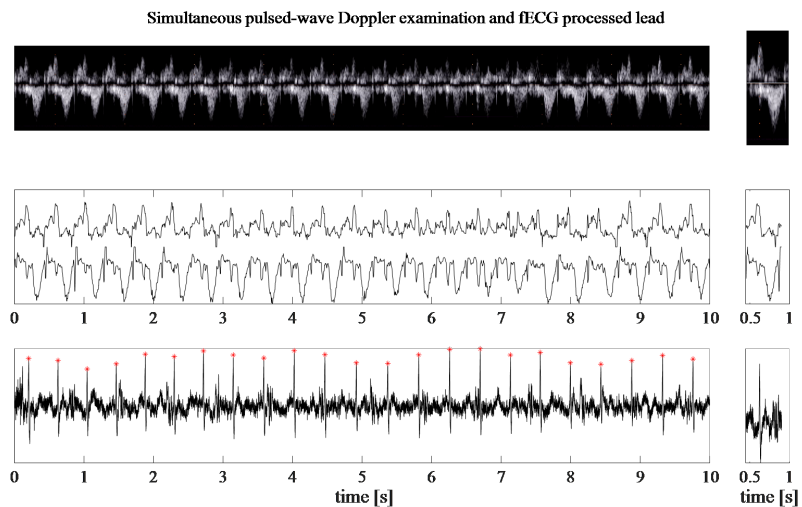 Simultaneous pulsed-wave Doppler examination and fECG processed lead
0 1 2 3 4 5 6 7 8 9 10
0.5 1
0 1 2 3 4 5 6 7 8 9 10
0.5 1
time [s]
time [s]